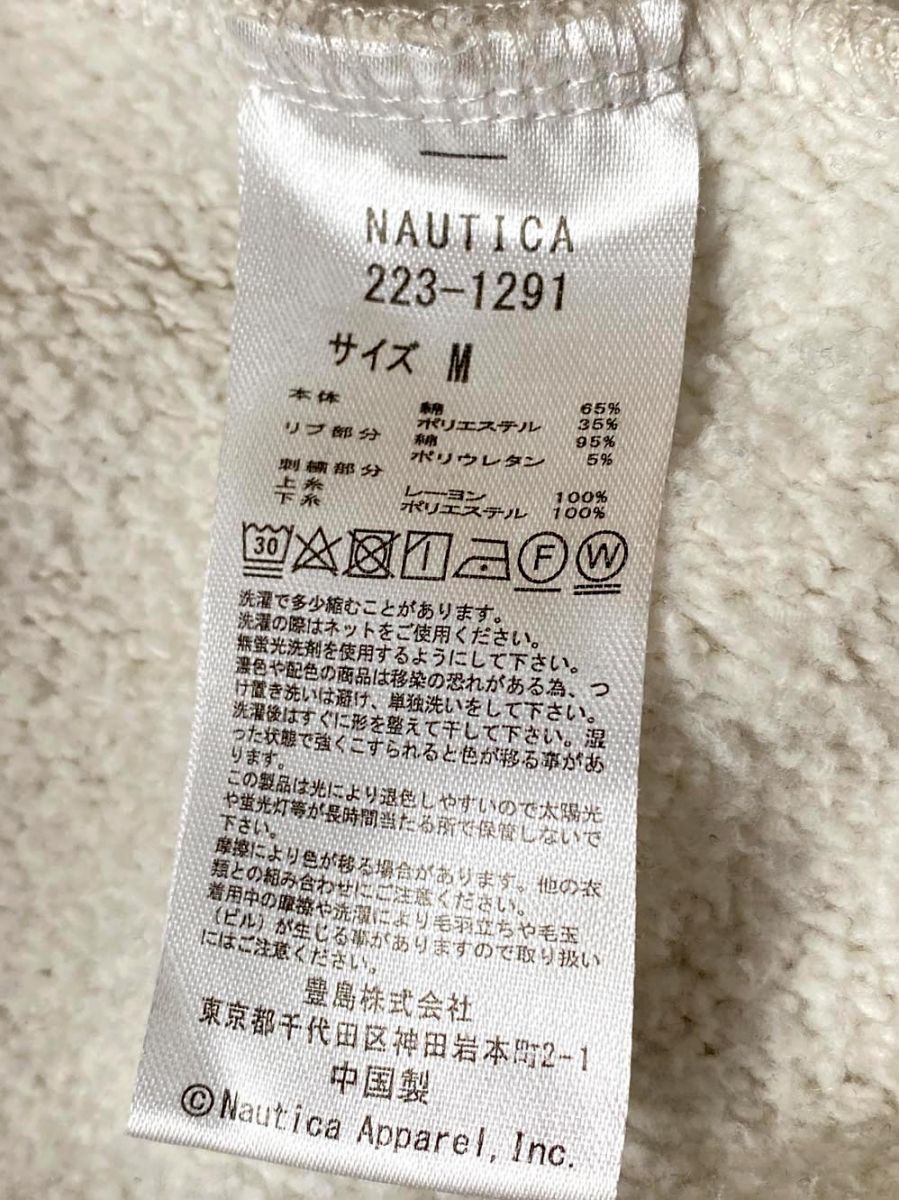 NAUTICA
223-1291
サイズ M
本体 綿 65%
ポリエステル 35%
リブ部分 綿 95%
ポリウレタン 5%
刺繍部分
上糸 レーヨン 100%
下糸 ポリエステル 100%
30 F W
洗濯で多少縮むことがあります。
洗濯の際はネットをご使用ください。
無蛍光洗剤を使用するようにして下さい。
濃色や配色の商品は移染の恐れがある為、つ
け置き洗いは避け、単独洗いをして下さい。
洗濯後はすぐに形を整えて干して下さい。湿
った状態で強くこすられると色が移る事があ
ります。
この製品は光により退色しやすいので太陽光
や蛍光灯等が長時間当たる所で保管しないで
下さい。
摩擦により色が移る場合があります。他の衣
類との組み合わせにご注意ください。
着用中の摩擦や洗濯により毛羽立ちや毛玉
(ピル)が生じる事がありますので取り扱い
にはご注意ください。
豊島株式会社
東京都千代田区神田岩本町2-1
中国製
©Nautica Apparel, Inc.